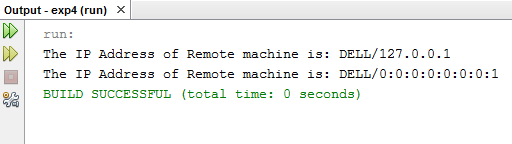 Output - exp4 (run)
run:
The IP Address of Remote machine is: DELL/127.0.0.1
The IP Address of Remote machine is: DELL/0:0:0:0:0:0:0:1
BUILD SUCCESSFUL (total time: 0 seconds)